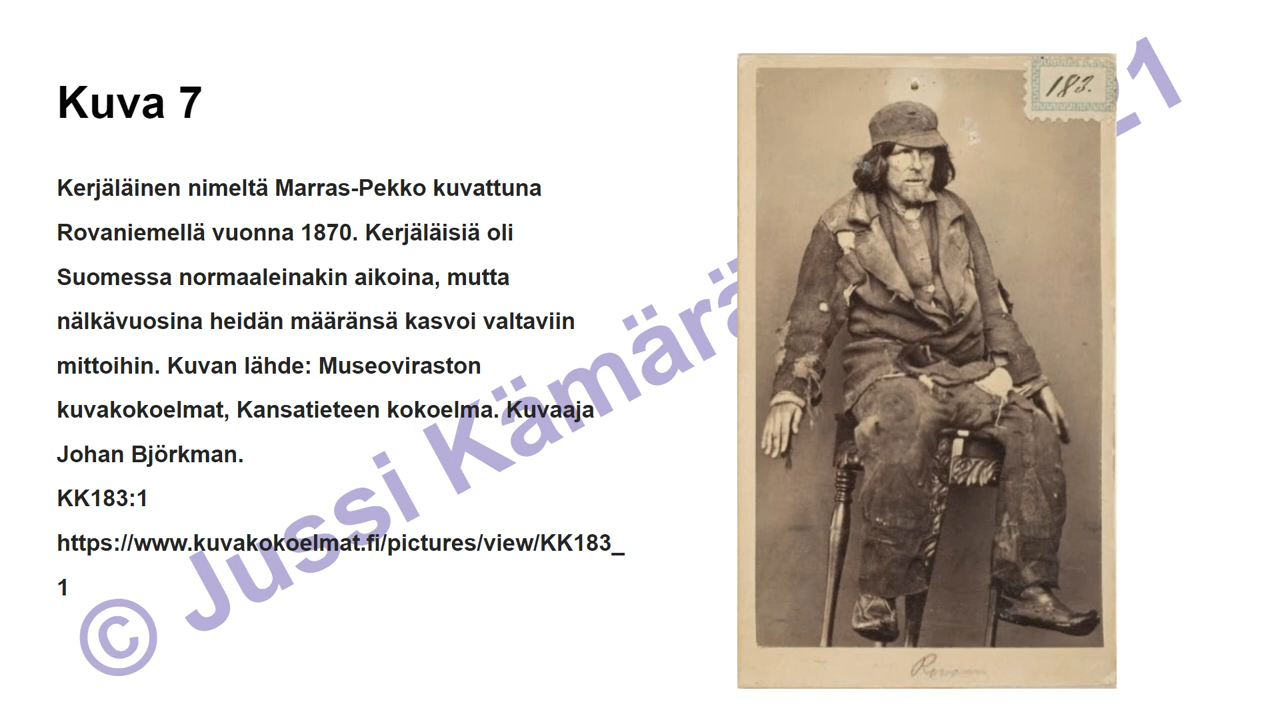 Kuva 7
Kerjäläinen nimeltä Marras-Pekko kuvattuna
Rovaniemellä vuonna 1870. Kerjäläisiä oli
Suomessa normaaleinakin aikoina, mutta
nälkävuosina heidän määränsä kasvoi valtaviin
mittoihin. Kuvan lähde: Museoviraston
kuvakokoelmat, Kansatieteen kokoelma. Kuvaaja
Johan Björkman.
KK183:1
https://www.kuvakokoelmat.fi/pictures/view/KK183_
1
© Jussi Kämärä
21
183.